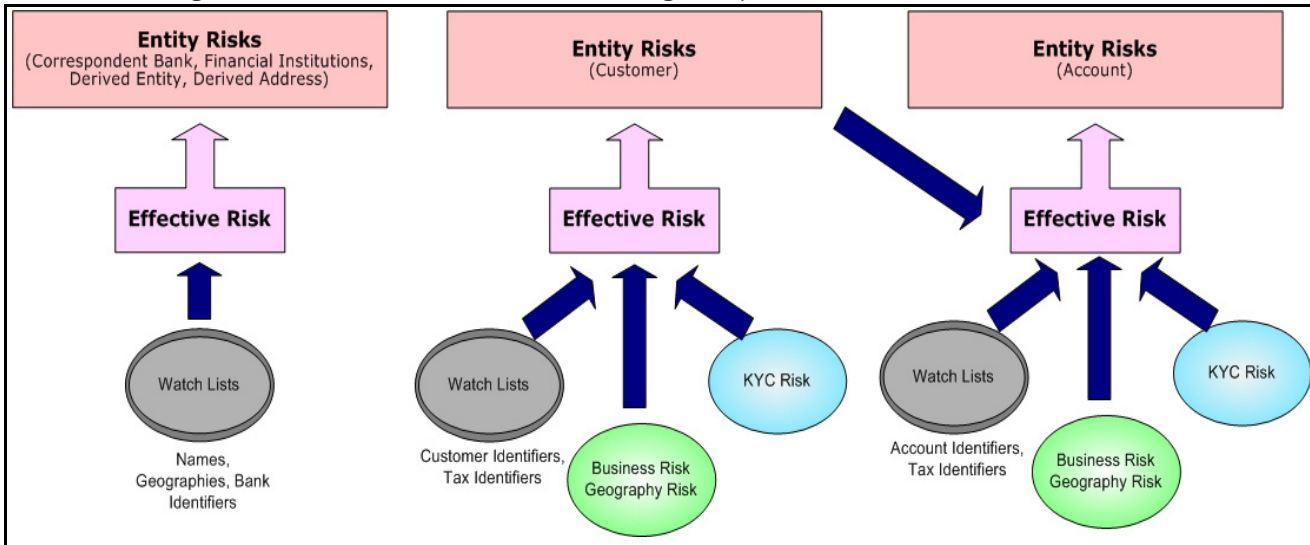 Entity Risks
(Correspondent Bank, Financial Institutions,
Derived Entity, Derived Address)
Effective Risk
Watch Lists
Names,
Geographies, Bank
Identifiers
Entity Risks
(Customer)
Effective Risk
Watch Lists
Customer Identifiers,
Tax Identifiers
Business Risk
Geography Risk
KYC Risk
Entity Risks
(Account)
Effective Risk
Watch Lists
Account Identifiers,
Tax Identifiers
Business Risk
Geography Risk
KYC Risk